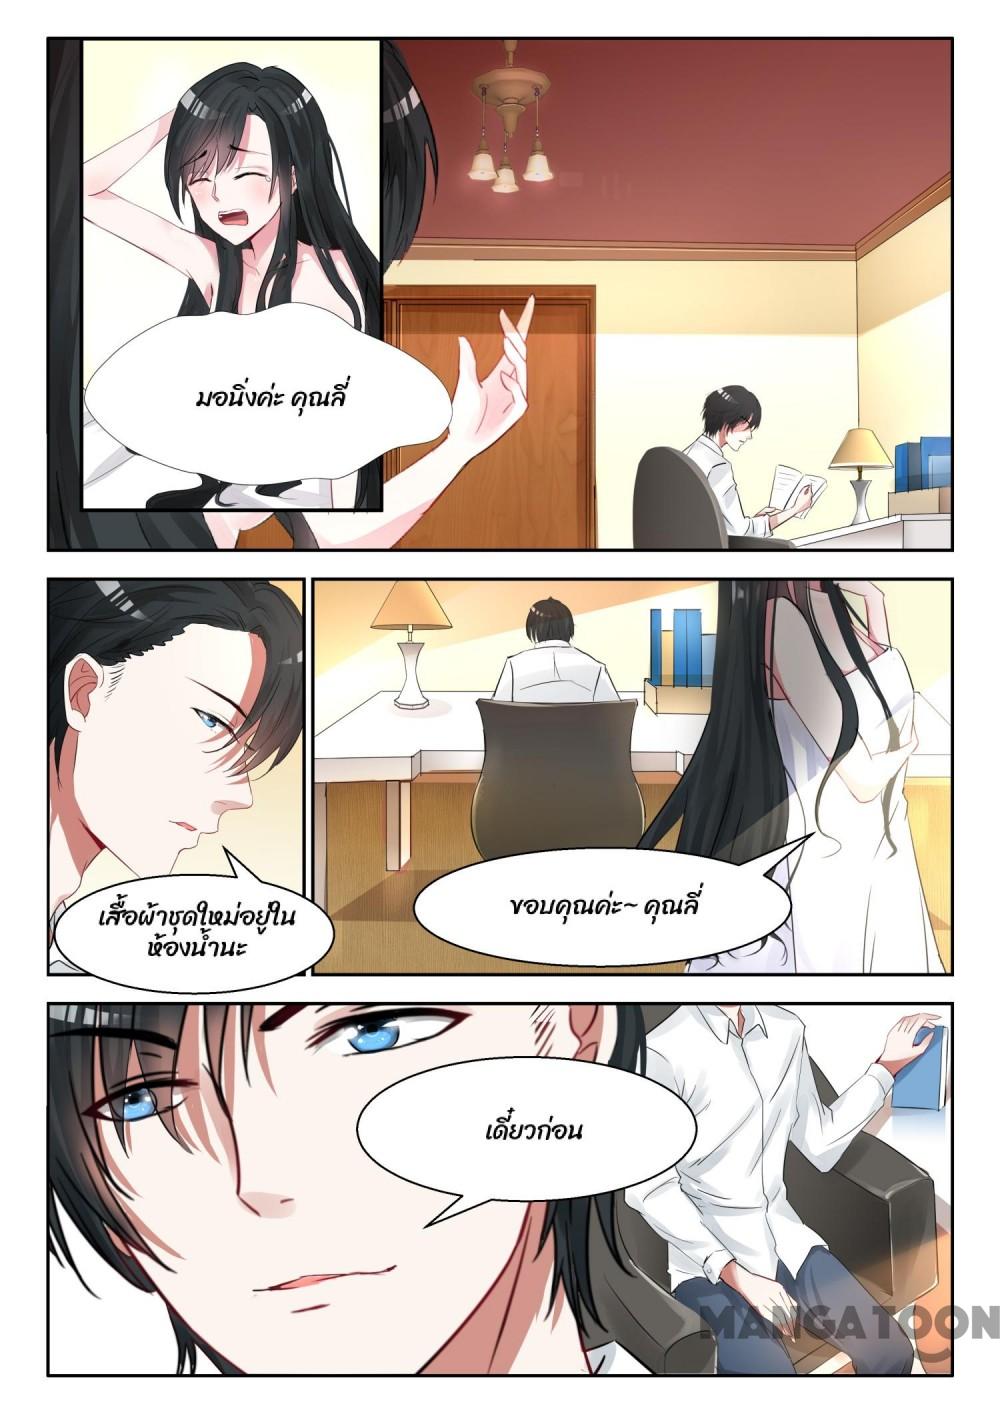 มอนิ่งค่ะ คุณลี่
เสื้อผ้าชุดใหม่อยู่ใน
ห้องน้ำนะ
ขอบคุณค่ะ~ คุณลี่
เดี๋ยวก่อน
MANGATOON